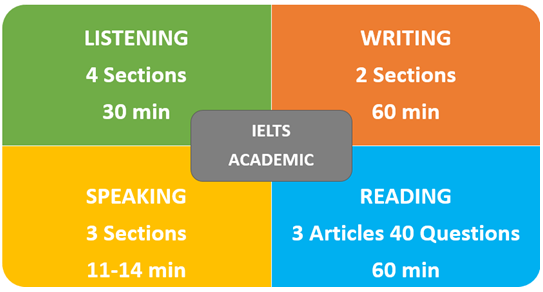 LISTENING
4 Sections
30 min
WRITING
2 Sections
60 min
IELTS
ACADEMIC
SPEAKING
3 Sections
11-14 min
READING
3 Articles 40 Questions
60 min